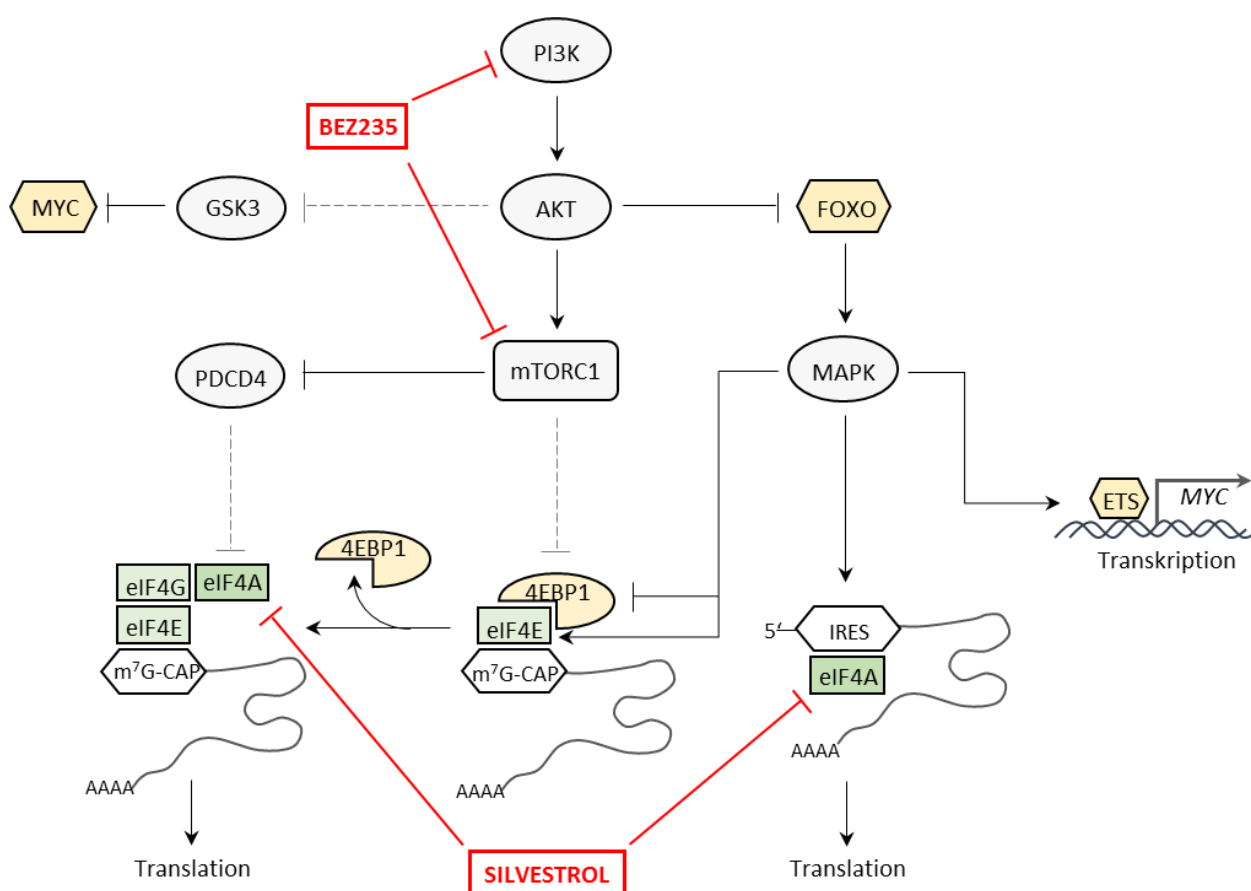 PI3K
BEZ235
MYC
GSK3
AKT
FOXO
PDCD4
mTORC1
MAPK
ETS
MYC
Transkription
4EBP1
4EBP1
eIF4G
eIF4A
eIF4E
eIF4E
5′
IRES
m⁷G-CAP
m⁷G-CAP
eIF4A
AAAA
AAAA
AAAA
Translation
SILVESTROL
Translation